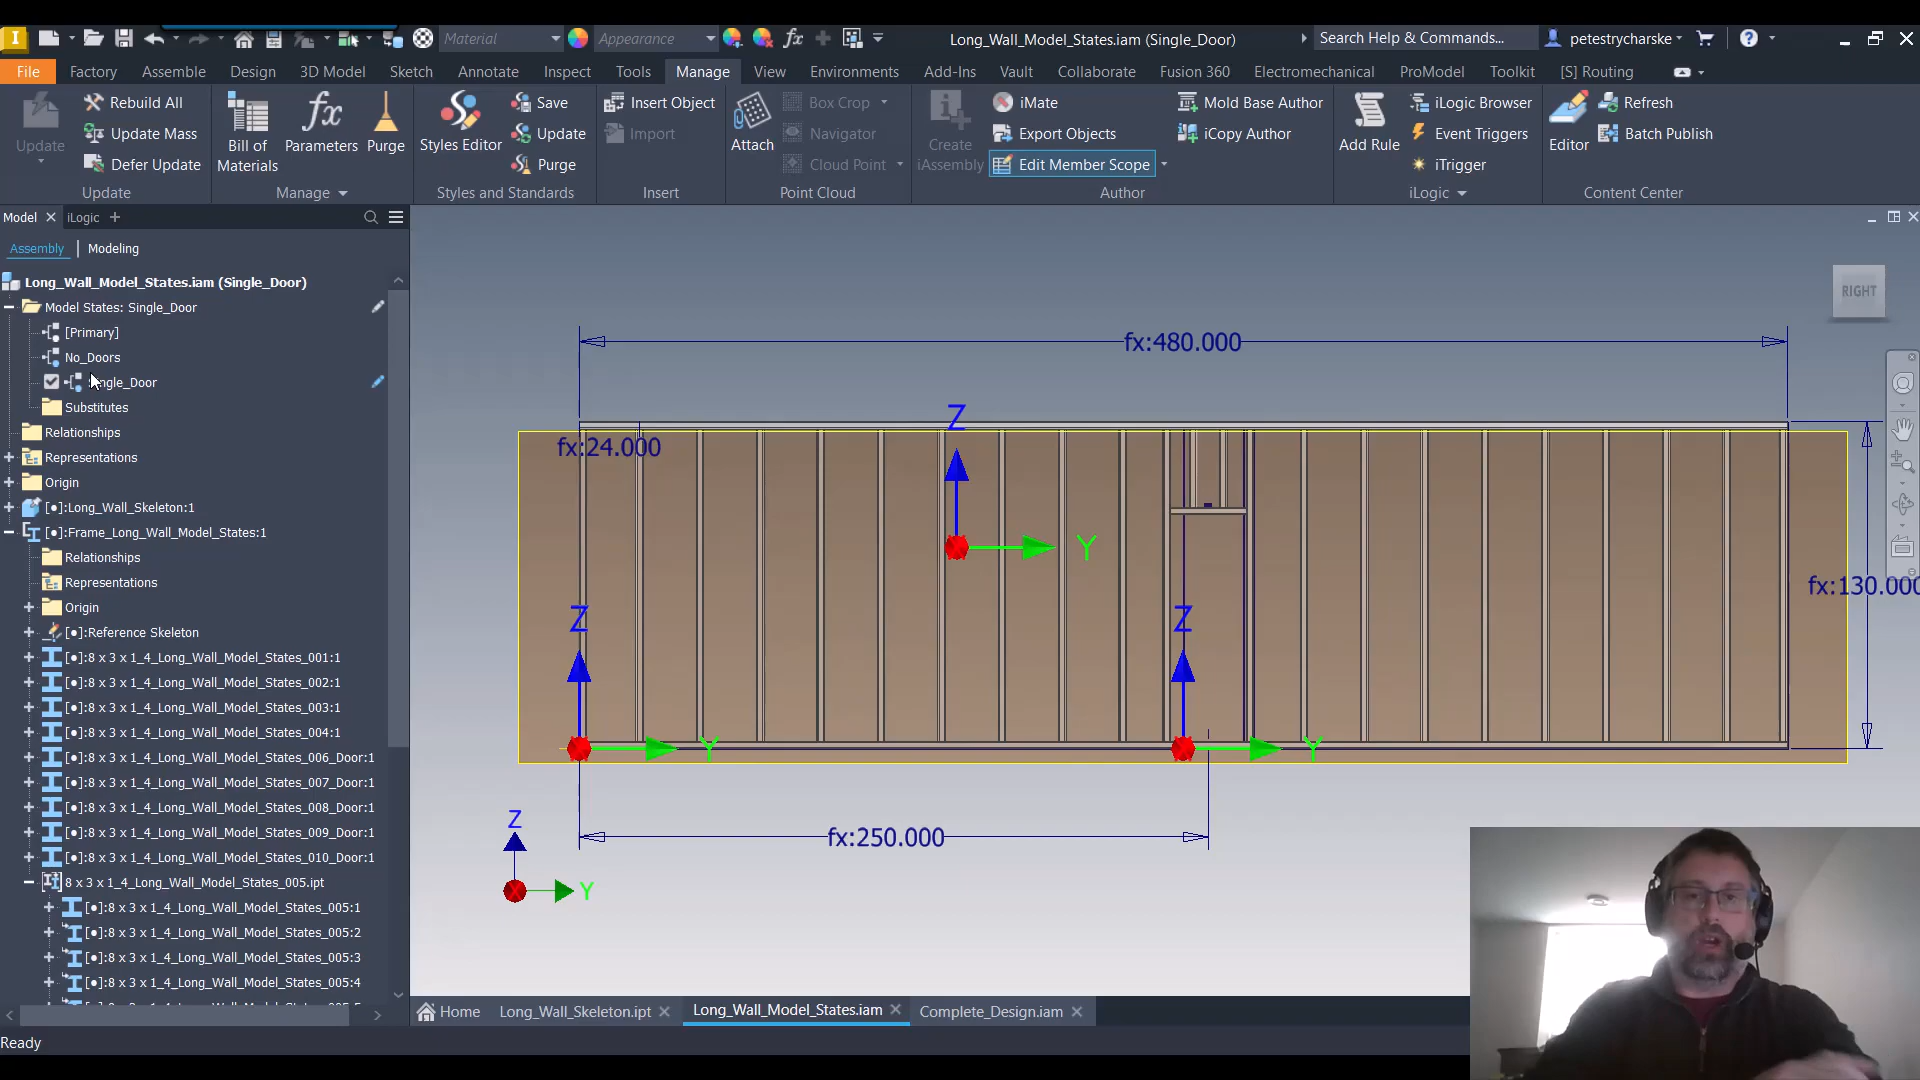 Material
Appearance
fx
Long_Wall_Model_States.iam (Single_Door)
Search Help & Commands...
petestrycharske
File Factory Assemble Design 3D Model Sketch Annotate Inspect Tools Manage View Environments Add-Ins Vault Collaborate Fusion 360 Electromechanical ProModel Toolkit [S] Routing
Update
Rebuild All
Update Mass
Defer Update
Update
Bill of Materials
fx
Parameters
Purge
Manage
Styles Editor
Save
Update
Purge
Styles and Standards
Insert Object
Import
Insert
Attach
Box Crop
Navigator
Cloud Point
Point Cloud
Create iAssembly
iMate
Export Objects
Edit Member Scope
Mold Base Author
iCopy Author
Author
Add Rule
iLogic Browser
Event Triggers
iTrigger
iLogic
Editor
Refresh
Batch Publish
Content Center
Model
iLogic
Assembly | Modeling
Long_Wall_Model_States.iam (Single_Door)
Model States: Single_Door
[Primary]
No_Doors
ingle_Door
Substitutes
Relationships
Representations
Origin
[●]:Long_Wall_Skeleton:1
[●]:Frame_Long_Wall_Model_States:1
Relationships
Representations
Origin
[●]:Reference Skeleton
[●]:8 x 3 x 1_4_Long_Wall_Model_States_001:1
[●]:8 x 3 x 1_4_Long_Wall_Model_States_002:1
[●]:8 x 3 x 1_4_Long_Wall_Model_States_003:1
[●]:8 x 3 x 1_4_Long_Wall_Model_States_004:1
[●]:8 x 3 x 1_4_Long_Wall_Model_States_006_Door:1
[●]:8 x 3 x 1_4_Long_Wall_Model_States_007_Door:1
[●]:8 x 3 x 1_4_Long_Wall_Model_States_008_Door:1
[●]:8 x 3 x 1_4_Long_Wall_Model_States_009_Door:1
[●]:8 x 3 x 1_4_Long_Wall_Model_States_010_Door:1
8 x 3 x 1_4_Long_Wall_Model_States_005.ipt
[●]:8 x 3 x 1_4_Long_Wall_Model_States_005:1
[●]:8 x 3 x 1_4_Long_Wall_Model_States_005:2
[●]:8 x 3 x 1_4_Long_Wall_Model_States_005:3
[●]:8 x 3 x 1_4_Long_Wall_Model_States_005:4
RIGHT
fx:480.000
Z
fx:24.000
Y
fx:130.000
Z
Z
Y
Y
fx:250.000
Z
Y
Home
Long_Wall_Skeleton.ipt
Long_Wall_Model_States.iam
Complete_Design.iam
Ready